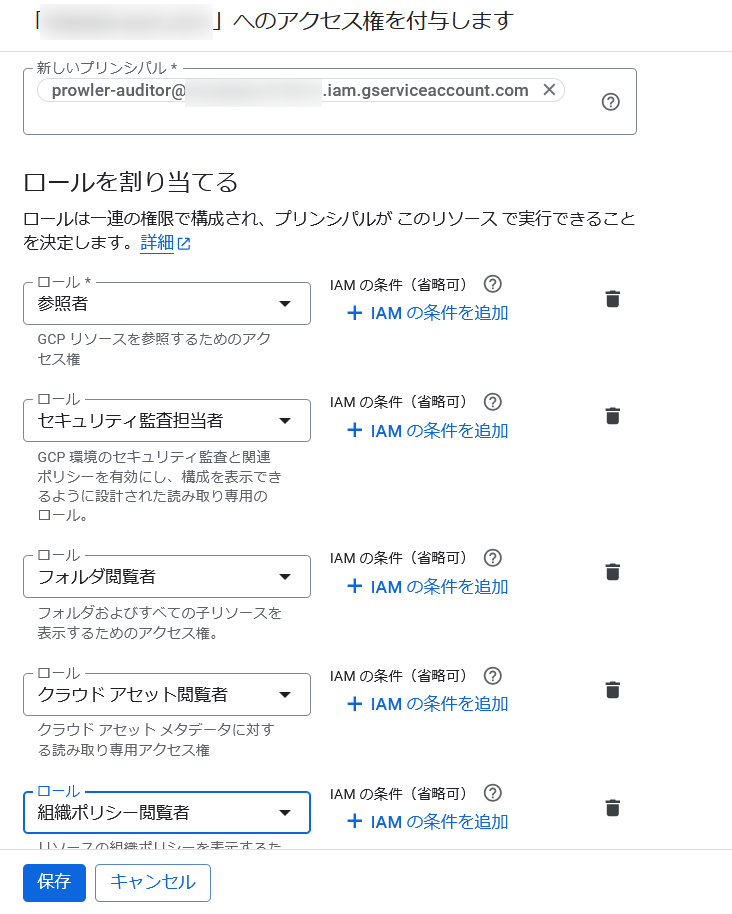 「 」へのアクセス権を付与します
新しいプリンシパル *
prowler-auditor@ .iam.gserviceaccount.com
ロールを割り当てる
ロールは一連の権限で構成され、プリンシパルが このリソース で実行できること
を決定します。詳細
ロール *
参照者
GCP リソースを参照するためのアク
セス権
IAM の条件（省略可）
+ IAM の条件を追加
ロール
セキュリティ監査担当者
GCP 環境のセキュリティ監査と関連
ポリシーを有効にし、構成を表示でき
るように設計された読み取り専用の
ロール。
IAM の条件（省略可）
+ IAM の条件を追加
ロール
フォルダ閲覧者
フォルダおよびすべての子リソースを
表示するためのアクセス権。
IAM の条件（省略可）
+ IAM の条件を追加
ロール
クラウド アセット閲覧者
クラウド アセット メタデータに対す
る読み取り専用アクセス権
IAM の条件（省略可）
+ IAM の条件を追加
ロール
組織ポリシー閲覧者
リソースの組織ポリシーを表示するた
IAM の条件（省略可）
+ IAM の条件を追加
保存
キャンセル